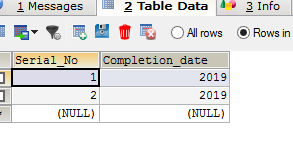 1 Messages 2 Table Data 3 Info
All rows Rows in
Serial_No Completion_date
1 2019
2 2019
(NULL) (NULL)